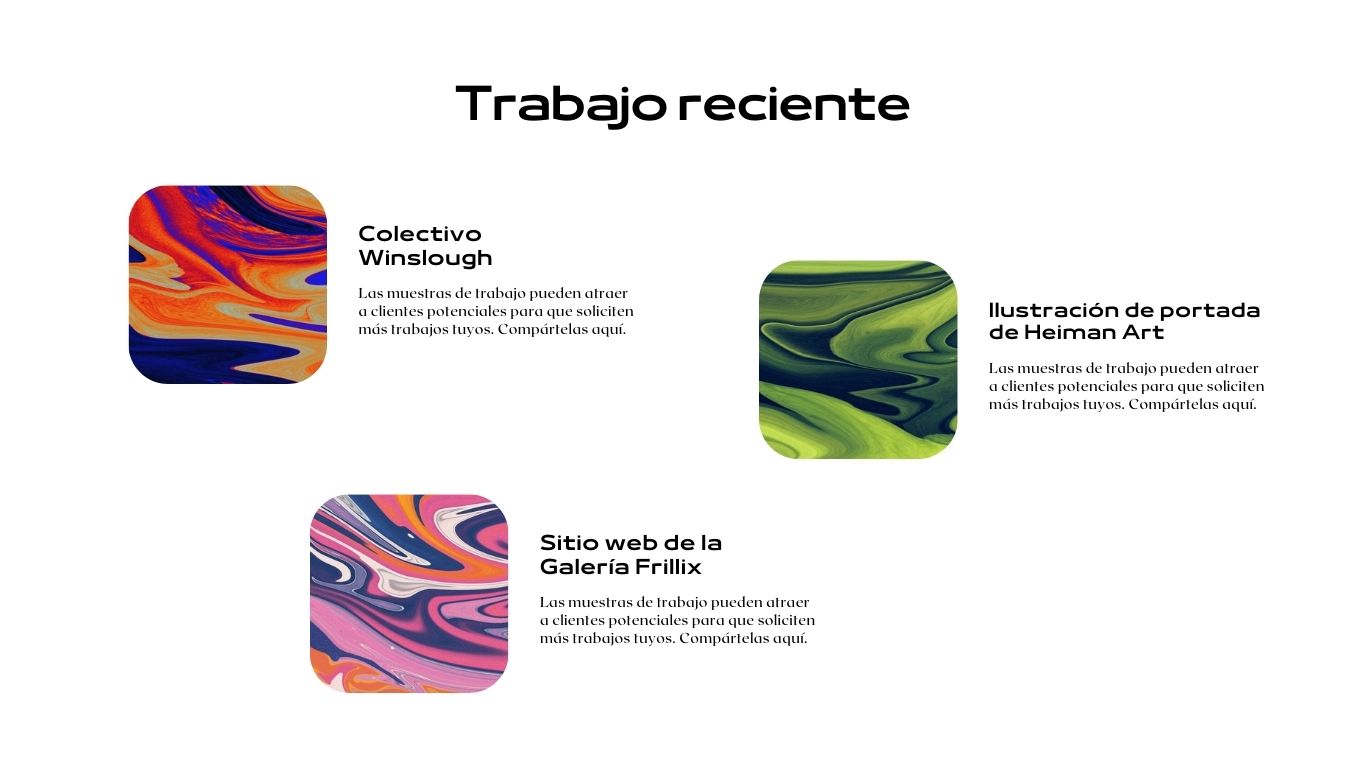 Trabajo reciente
Colectivo
Winslough
Las muestras de trabajo pueden atraer
a clientes potenciales para que soliciten
más trabajos tuyos. Compártelas aquí.
Ilustración de portada
de Heiman Art
Las muestras de trabajo pueden atraer
a clientes potenciales para que soliciten
más trabajos tuyos. Compártelas aquí.
Sitio web de la
Galería Frillix
Las muestras de trabajo pueden atraer
a clientes potenciales para que soliciten
más trabajos tuyos. Compártelas aquí.